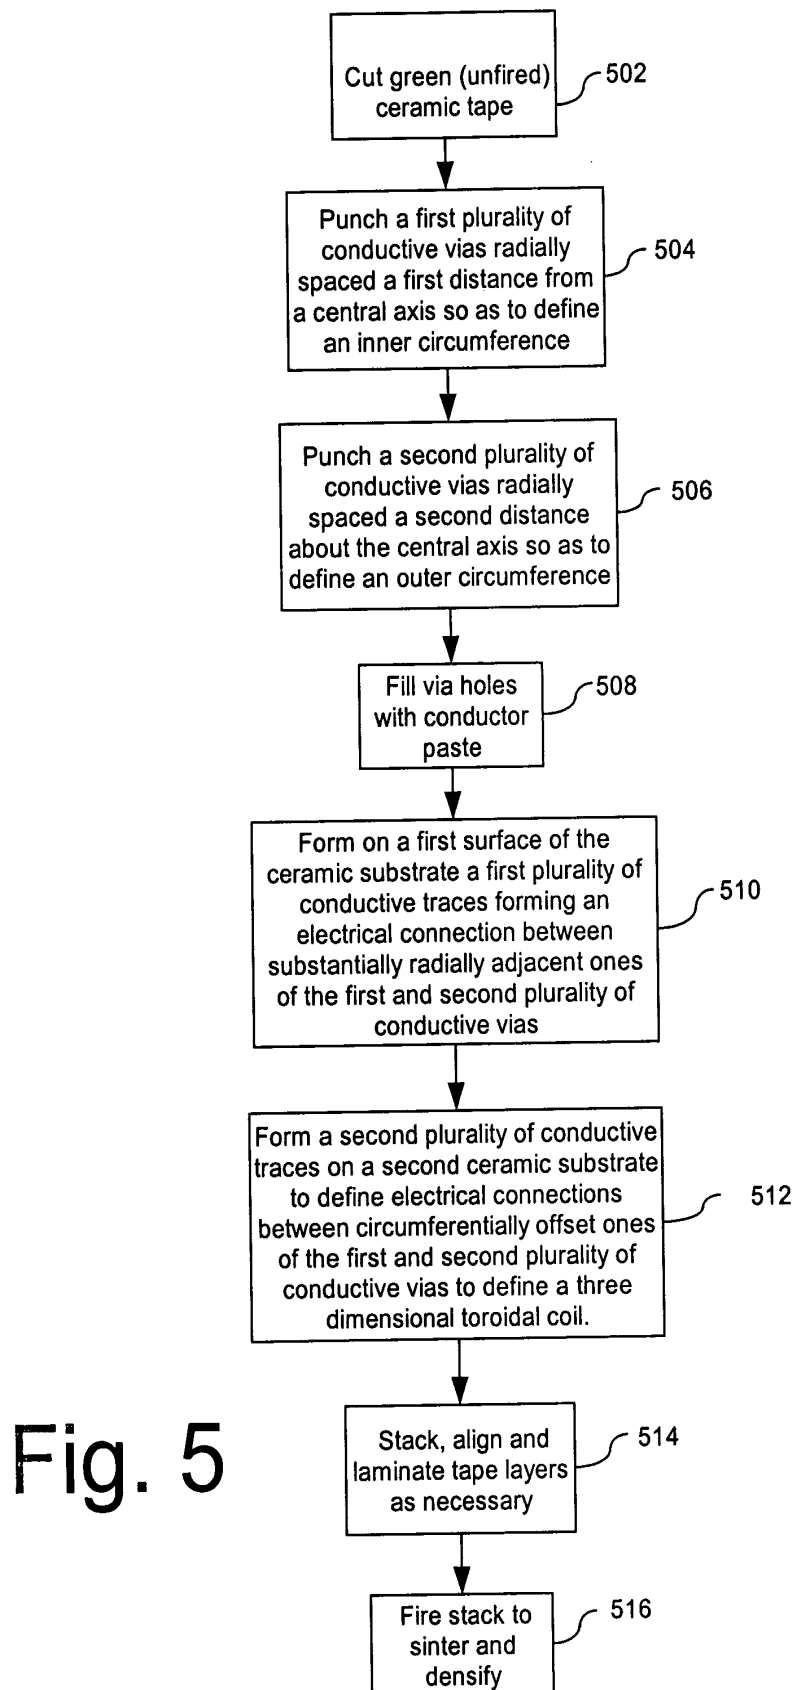 Cut green (unfired)
ceramic tape
502
Punch a first plurality of
conductive vias radially
spaced a first distance from
a central axis so as to define
an inner circumference
504
Punch a second plurality of
conductive vias radially
spaced a second distance
about the central axis so as to
define an outer circumference
506
Fill via holes
with conductor
paste
508
Form on a first surface of the
ceramic substrate a first plurality of
conductive traces forming an
electrical connection between
substantially radially adjacent ones
of the first and second plurality of
conductive vias
510
Form a second plurality of conductive
traces on a second ceramic substrate
to define electrical connections
between circumferentially offset ones
of the first and second plurality of
conductive vias to define a three
dimensional toroidal coil.
512
Stack, align and
laminate tape layers
as necessary
514
Fig. 5
Fire stack to
sinter and
densify
516